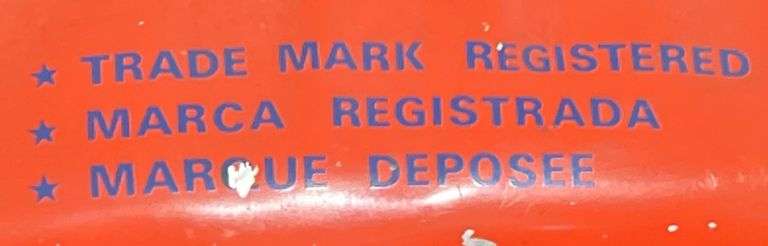 ★ TRADE MARK REGISTERED
★ MARCA REGISTRADA
★ MARQUE DEPOSEE